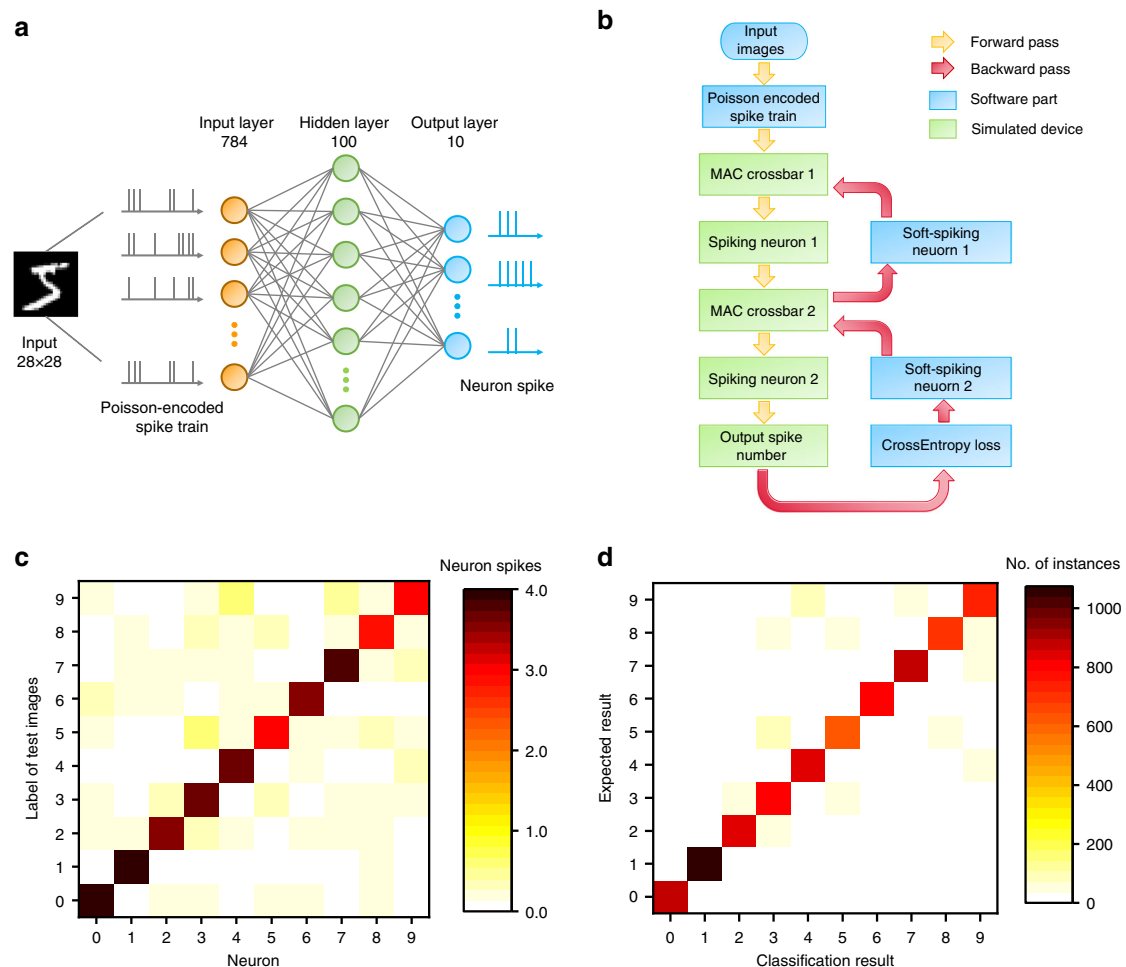 a
Input layer
784
Hidden layer
100
Output layer
10
Input
28×28
Poisson-encoded
spike train
Neuron spike
b
Input
images
Poisson encoded
spike train
MAC crossbar 1
Spiking neuron 1
MAC crossbar 2
Spiking neuron 2
Output spike
number
Soft-spiking
neuorn 1
Soft-spiking
neuorn 2
CrossEntropy loss
Forward pass
Backward pass
Software part
Simulated device
c
Neuron spikes
Label of test images
9
8
7
6
5
4
3
2
1
0
0 1 2 3 4 5 6 7 8 9
Neuron
4.0
3.0
2.0
1.0
0.0
d
No. of instances
Expected result
9
8
7
6
5
4
3
2
1
0
0 1 2 3 4 5 6 7 8 9
Classification result
1000
800
600
400
200
0